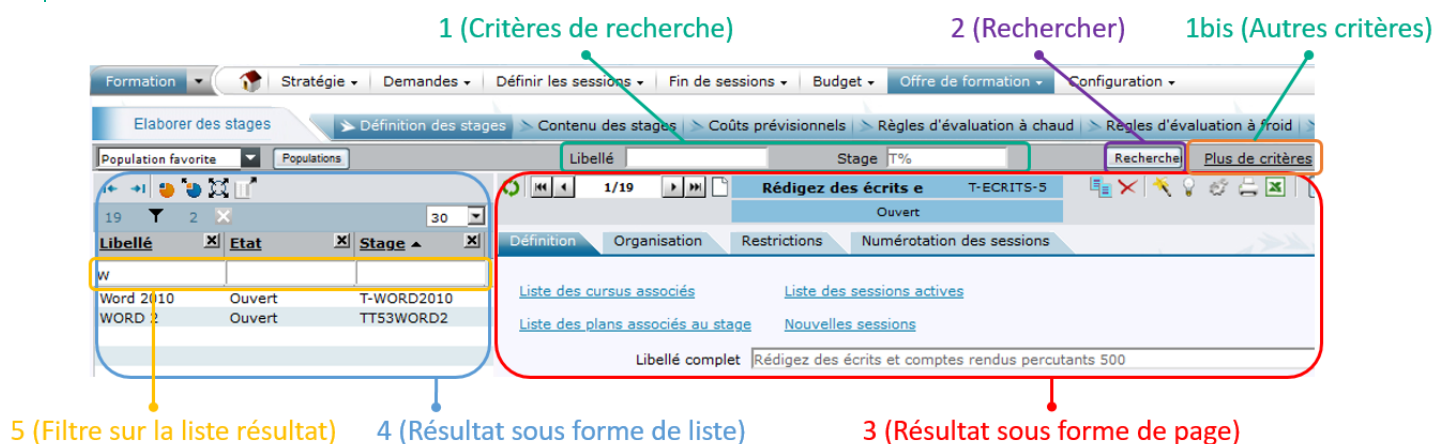 1 (Critères de recherche) 2 (Rechercher) 1bis (Autres critères)
Formation Stratégie Demandes Définir les sessions Fin de sessions Budget Offre de formation Configuration
Elaborer des stages Définition des stages Contenu des stages Coûts prévisionnels Règles d'évaluation à chaud Règles d'évaluation à froid
Population favorite Populations Libellé Stage T% Recherche Plus de critères
1/19 Rédigez des écrits e T-ECRITS-5
19 2 30 Ouvert
Libellé Etat Stage Définition Organisation Restrictions Numérotation des sessions
w
Word 2010 Ouvert T-WORD2010 Liste des cursus associés Liste des sessions actives
WORD 2 Ouvert TT53WORD2 Liste des plans associés au stage Nouvelles sessions
Libellé complet Rédigez des écrits et comptes rendus percutants 500
5 (Filtre sur la liste résultat) 4 (Résultat sous forme de liste) 3 (Résultat sous forme de page)